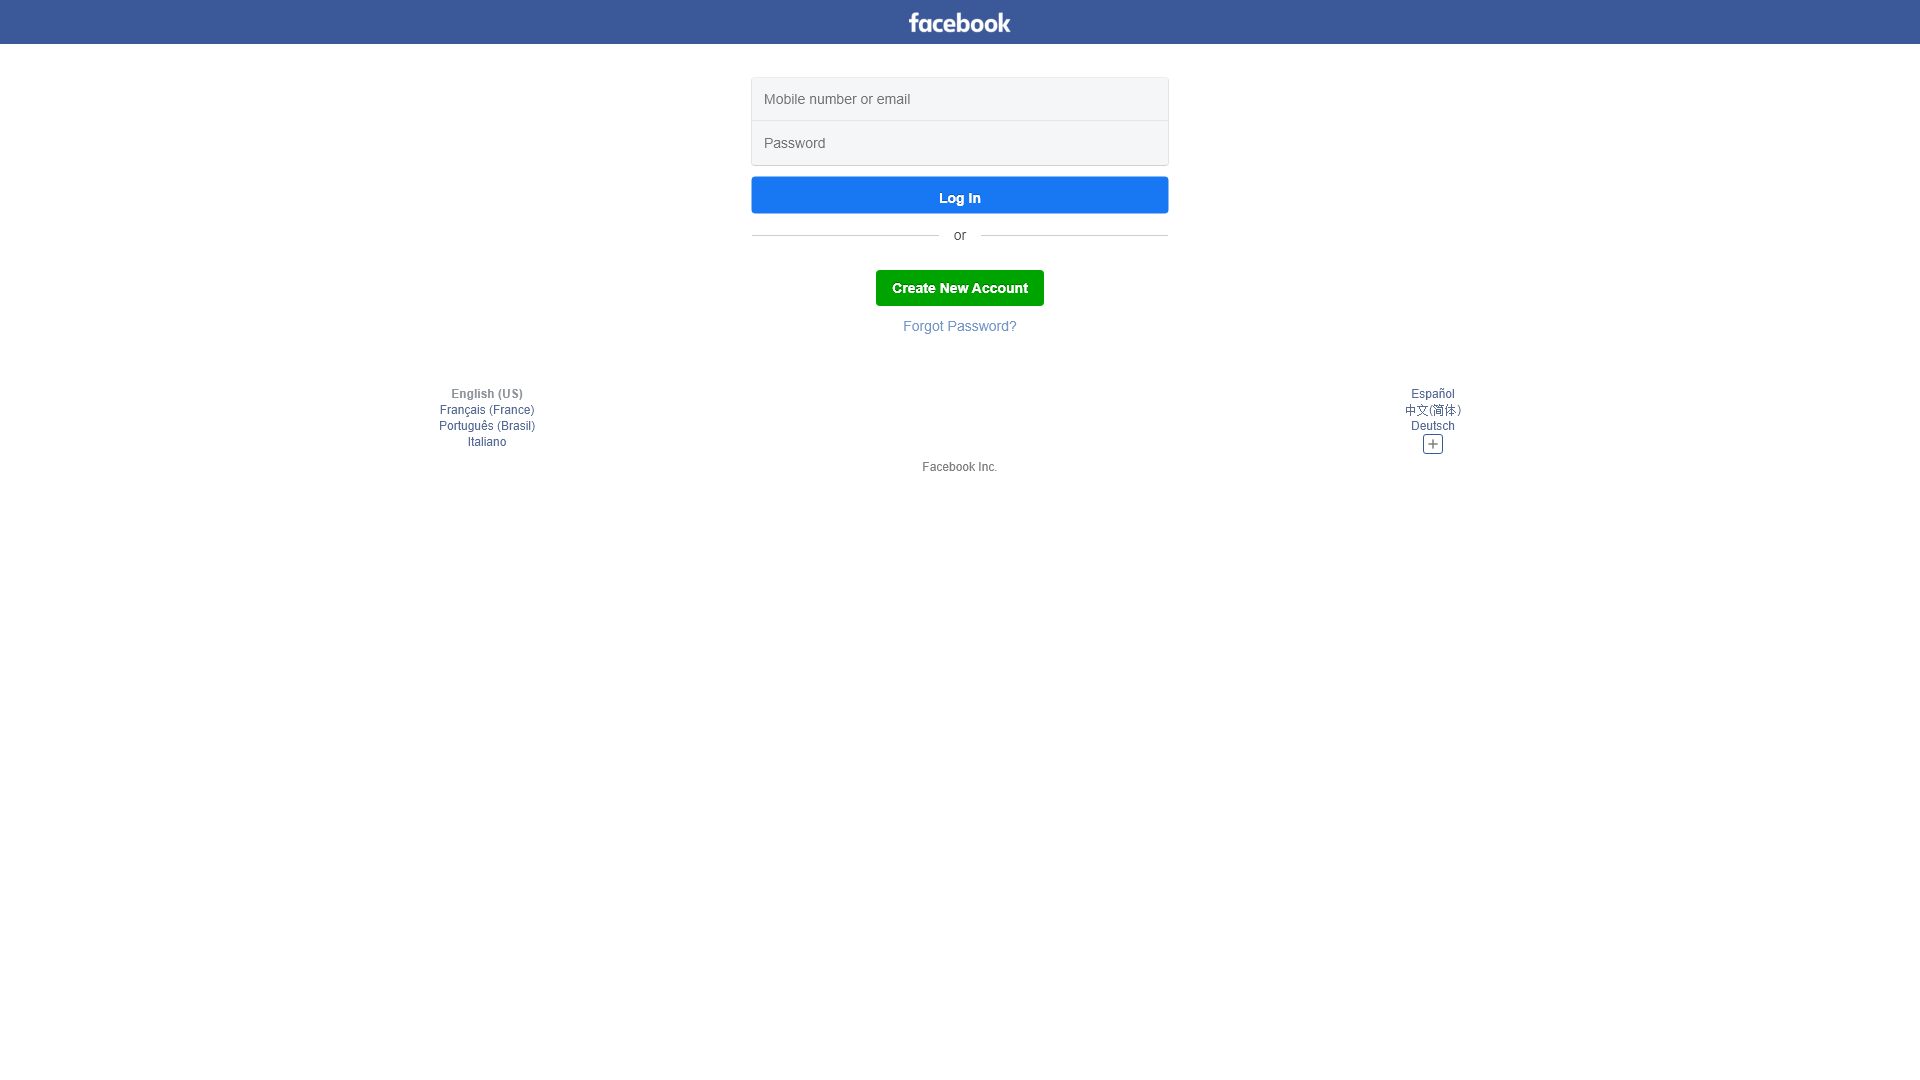 facebook
Mobile number or email
Password
Log In
or
Create New Account
Forgot Password?
English (US)
Français (France)
Português (Brasil)
Italiano
Español
中文(简体)
Deutsch
Facebook Inc.